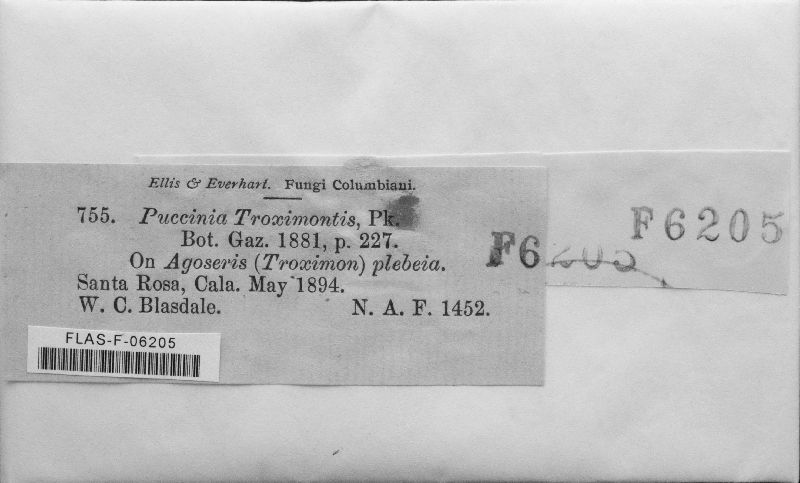 Ellis & Everhart. Fungi Columbiani.
755. Puccinia Troximontis, Pk.
Bot. Gaz. 1881, p. 227.
On Agoseris (Troximon) plebeia.
Santa Rosa, Cala. May 1894.
W. C. Blasdale. N. A. F. 1452.
FLAS-F-06205
F6205
F6205